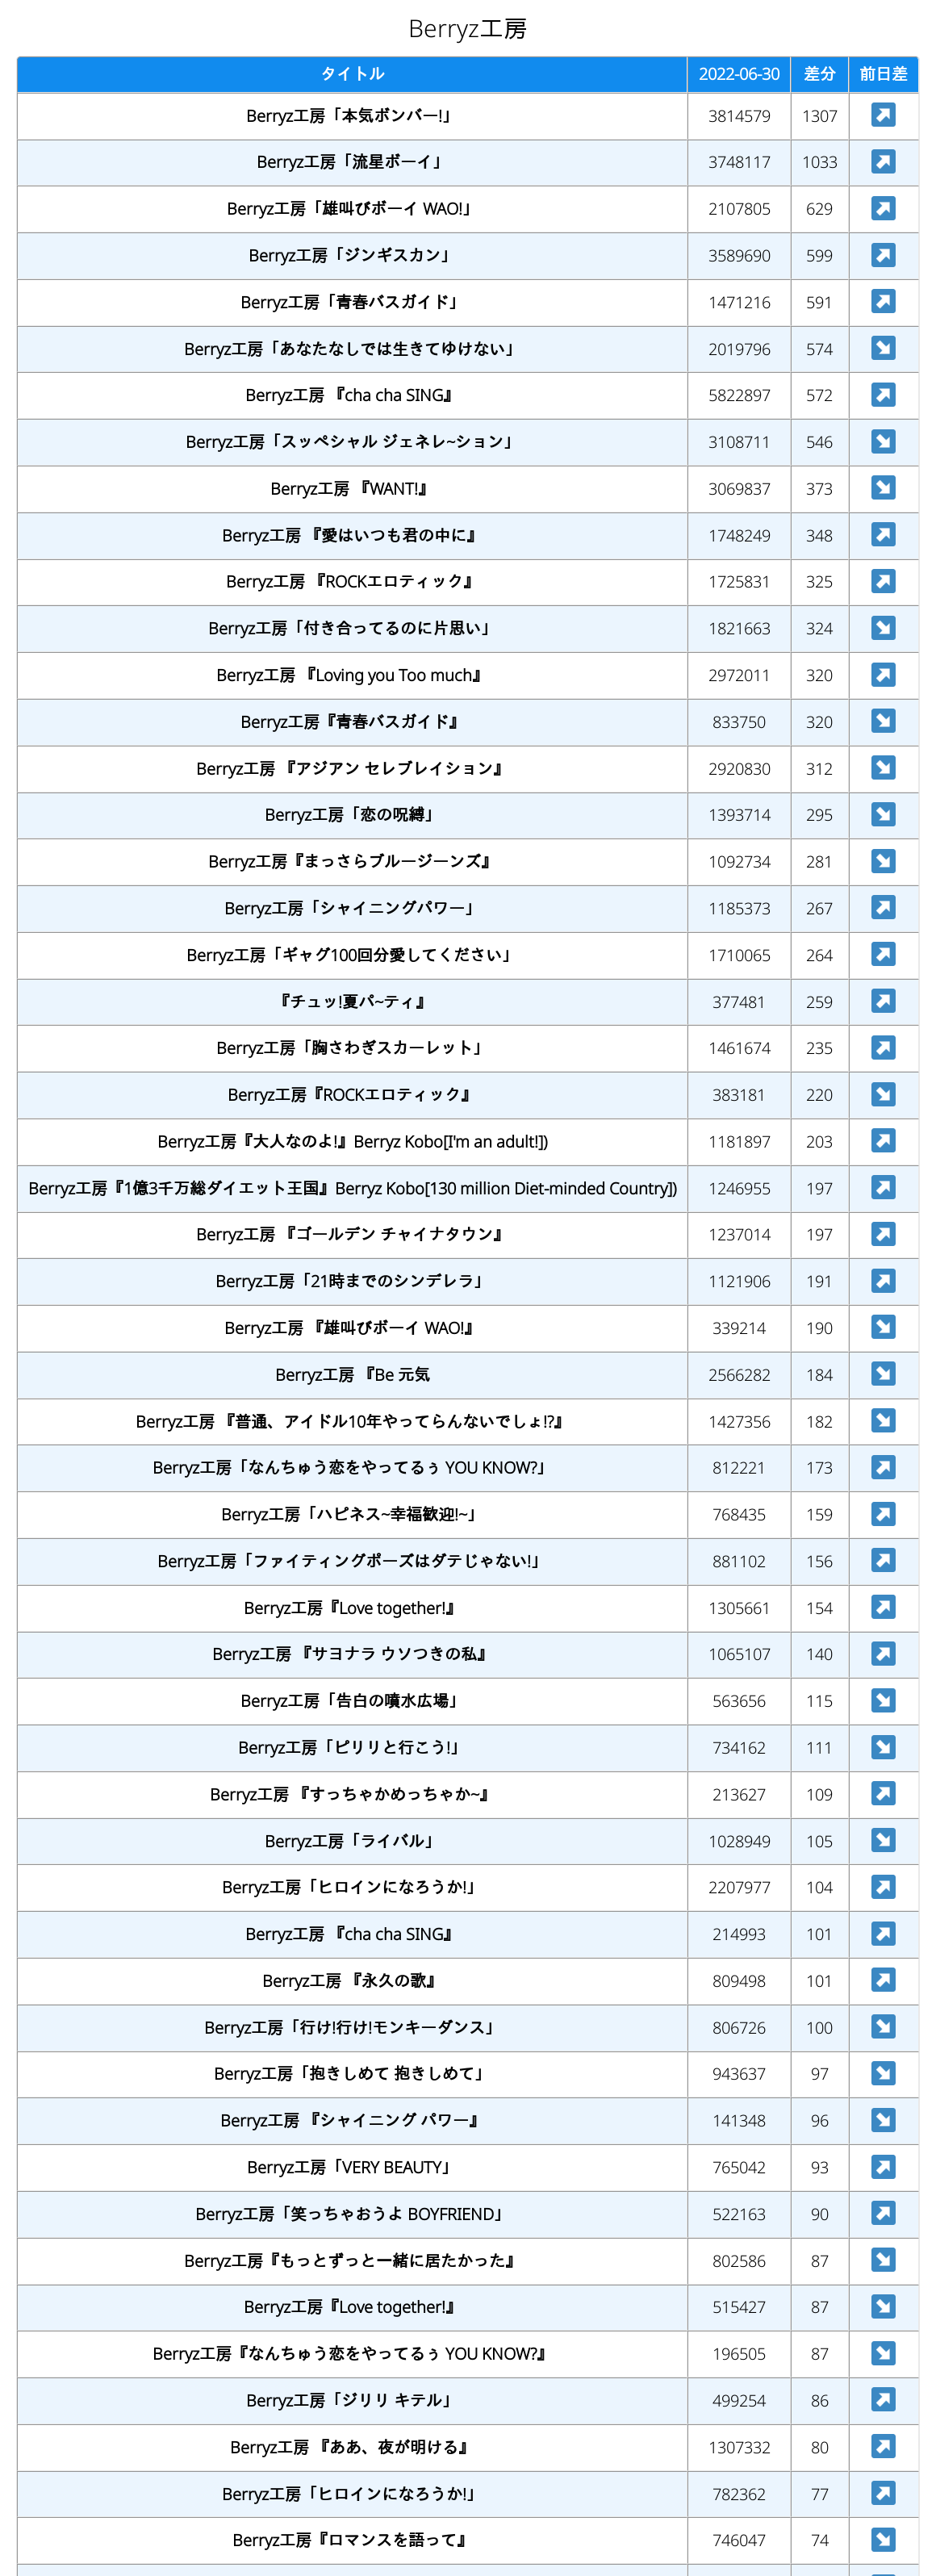 Berryz工房
タイトル 2022-06-30 差分 前日差
Berryz工房「本気ボンバー!」 3814579 1307 ↗
Berryz工房「流星ボーイ」 3748117 1033 ↗
Berryz工房「雄叫びボーイ WAO!」 2107805 629 ↗
Berryz工房「ジンギスカン」 3589690 599 ↗
Berryz工房「青春バスガイド」 1471216 591 ↗
Berryz工房「あなたなしでは生きてゆけない」 2019796 574 ↘
Berryz工房 『cha cha SING』 5822897 572 ↗
Berryz工房「スッペシャル ジェネレ~ション」 3108711 546 ↘
Berryz工房 『WANT!』 3069837 373 ↘
Berryz工房 『愛はいつも君の中に』 1748249 348 ↗
Berryz工房 『ROCKエロティック』 1725831 325 ↗
Berryz工房「付き合ってるのに片思い」 1821663 324 ↘
Berryz工房 『Loving you Too much』 2972011 320 ↗
Berryz工房『青春バスガイド』 833750 320 ↘
Berryz工房 『アジアン セレブレイション』 2920830 312 ↘
Berryz工房「恋の呪縛」 1393714 295 ↘
Berryz工房『まっさらブルージーンズ』 1092734 281 ↘
Berryz工房「シャイニングパワー」 1185373 267 ↗
Berryz工房「ギャグ100回分愛してください」 1710065 264 ↗
『チュッ!夏パ~ティ』 377481 259 ↗
Berryz工房「胸さわぎスカーレット」 1461674 235 ↗
Berryz工房『ROCKエロティック』 383181 220 ↘
Berryz工房『大人なのよ!』Berryz Kobo[I'm an adult!]) 1181897 203 ↗
Berryz工房『1億3千万総ダイエット王国』Berryz Kobo[130 million Diet-minded Country]) 1246955 197 ↗
Berryz工房 『ゴールデン チャイナタウン』 1237014 197 ↗
Berryz工房「21時までのシンデレラ」 1121906 191 ↗
Berryz工房 『雄叫びボーイ WAO!』 339214 190 ↘
Berryz工房 『Be 元気 2566282 184 ↘
Berryz工房 『普通、アイドル10年やってらんないでしょ!?』 1427356 182 ↘
Berryz工房「なんちゅう恋をやってるぅ YOU KNOW?」 812221 173 ↗
Berryz工房「ハピネス~幸福歓迎!~」 768435 159 ↗
Berryz工房「ファイティングポーズはダテじゃない!」 881102 156 ↗
Berryz工房『Love together!』 1305661 154 ↗
Berryz工房 『サヨナラ ウソつきの私』 1065107 140 ↗
Berryz工房「告白の噴水広場」 563656 115 ↘
Berryz工房「ピリリと行こう!」 734162 111 ↘
Berryz工房 『すっちゃかめっちゃか~』 213627 109 ↗
Berryz工房「ライバル」 1028949 105 ↘
Berryz工房「ヒロインになろうか!」 2207977 104 ↗
Berryz工房 『cha cha SING』 214993 101 ↗
Berryz工房 『永久の歌』 809498 101 ↗
Berryz工房「行け!行け!モンキーダンス」 806726 100 ↘
Berryz工房「抱きしめて 抱きしめて」 943637 97 ↘
Berryz工房 『シャイニング パワー』 141348 96 ↘
Berryz工房「VERY BEAUTY」 765042 93 ↗
Berryz工房「笑っちゃおうよ BOYFRIEND」 522163 90 ↗
Berryz工房『もっとずっと一緒に居たかった』 802586 87 ↘
Berryz工房『Love together!』 515427 87 ↘
Berryz工房『なんちゅう恋をやってるぅ YOU KNOW?』 196505 87 ↘
Berryz工房「ジリリ キテル」 499254 86 ↗
Berryz工房 『ああ、夜が明ける』 1307332 80 ↗
Berryz工房「ヒロインになろうか!」 782362 77 ↗
Berryz工房『ロマンスを語って』 746047 74 ↘